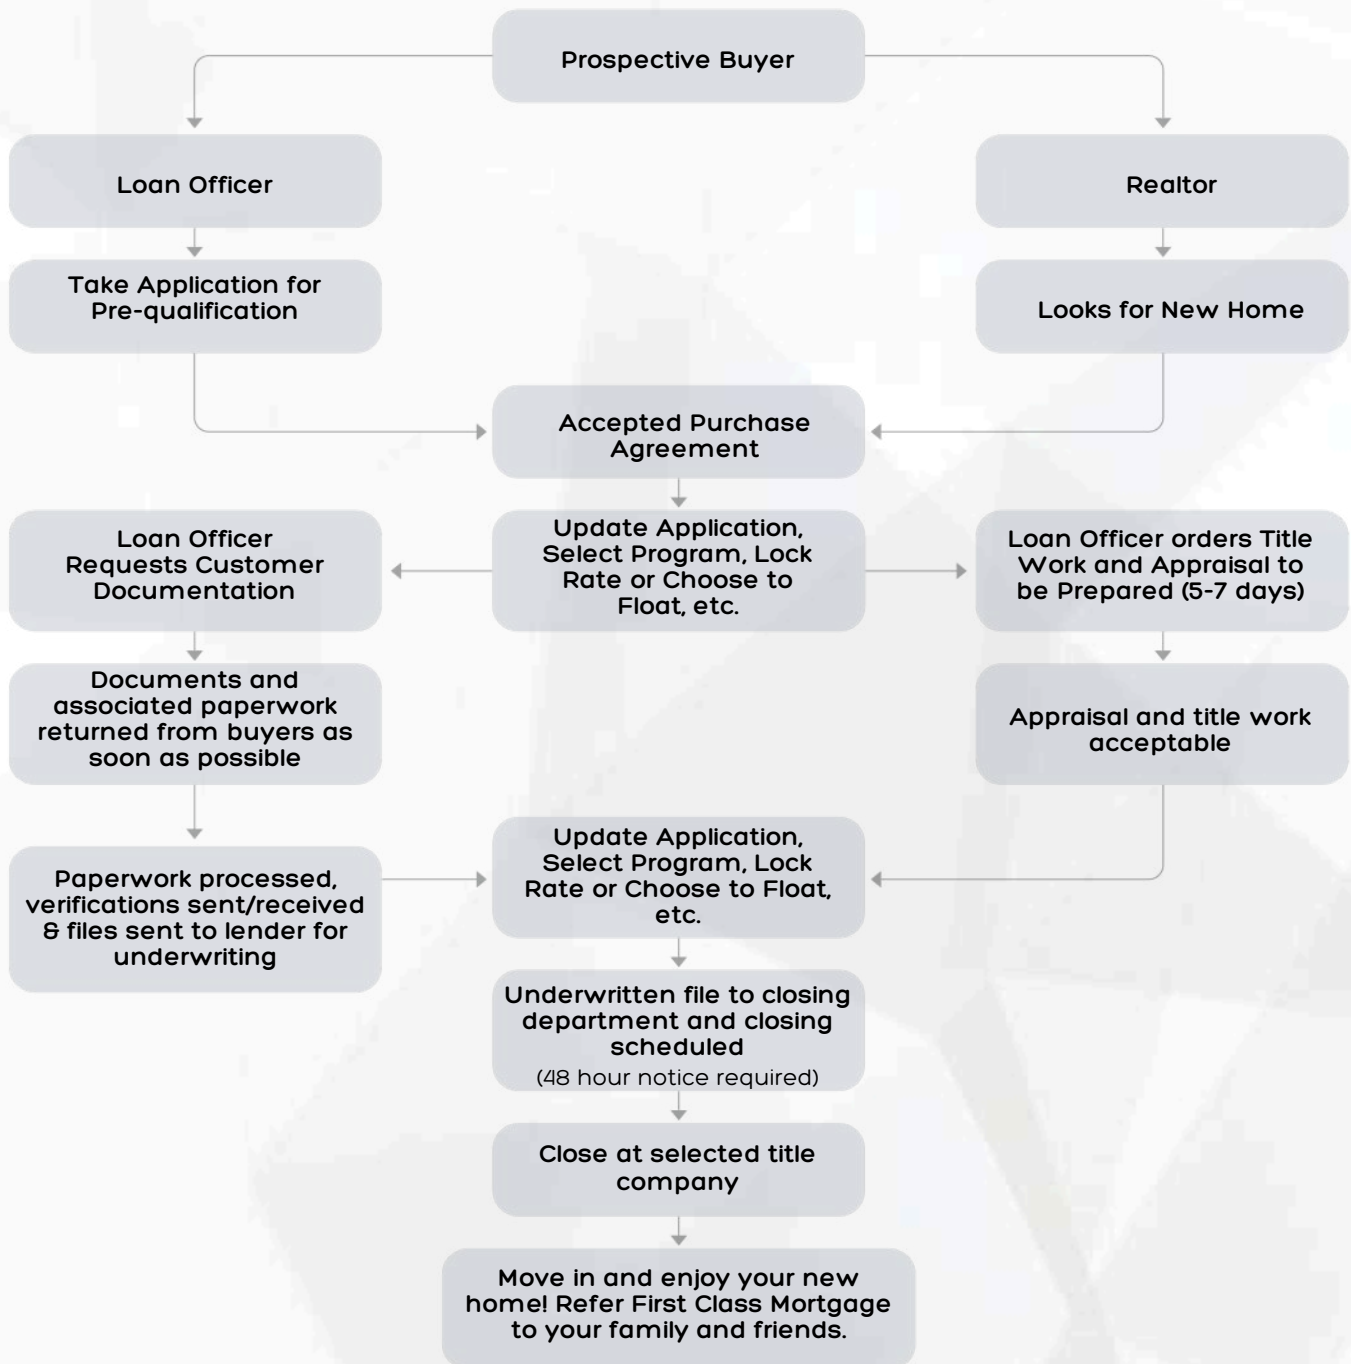 Prospective Buyer
Loan Officer
Realtor
Take Application for
Pre-qualification
Looks for New Home
Accepted Purchase
Agreement
Loan Officer
Requests Customer
Documentation
Update Application,
Select Program, Lock
Rate or Choose to
Float, etc.
Loan Officer orders Title
Work and Appraisal to
be Prepared (5-7 days)
Documents and
associated paperwork
returned from buyers as
soon as possible
Appraisal and title work
acceptable
Paperwork processed,
verifications sent/received
& files sent to lender for
underwriting
Update Application,
Select Program, Lock
Rate or Choose to Float,
etc.
Underwritten file to closing
department and closing
scheduled
(48 hour notice required)
Close at selected title
company
Move in and enjoy your new
home! Refer First Class Mortgage
to your family and friends.